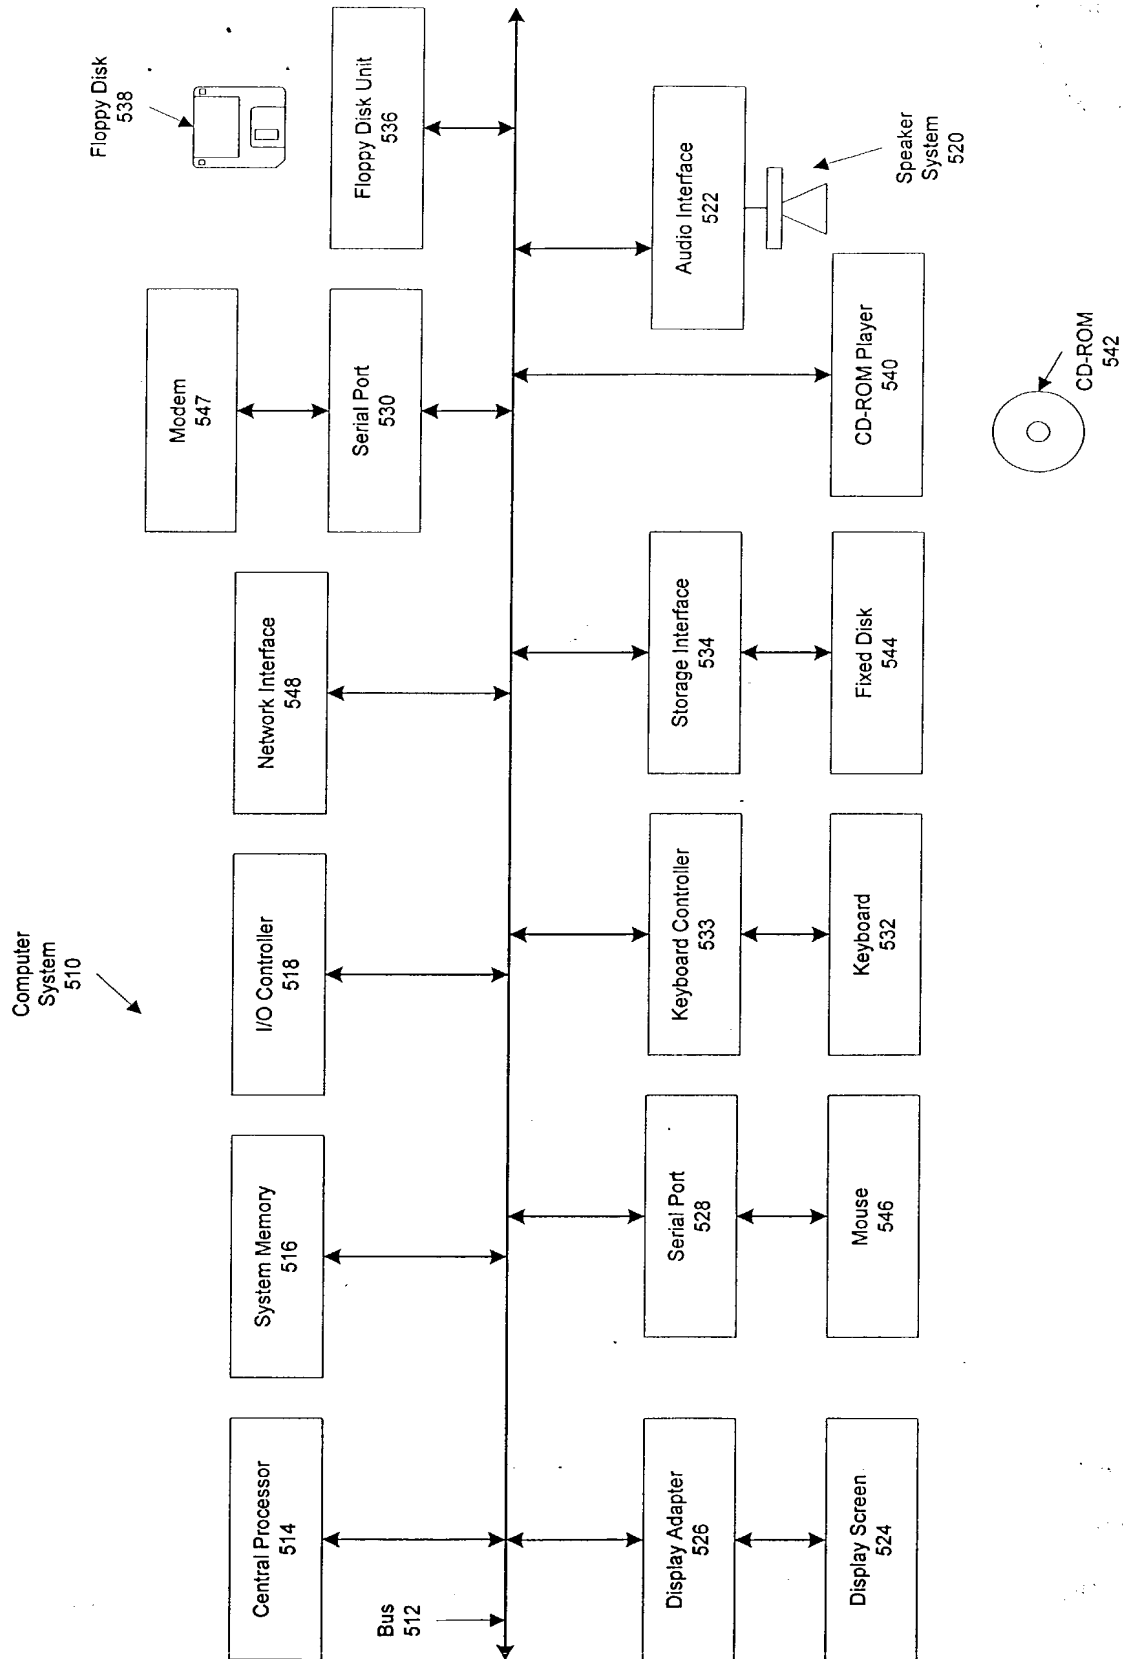 Computer
System
510
Floppy Disk
538
Modem
547
Central Processor
514
System Memory
516
I/O Controller
518
Network Interface
548
Serial Port
530
Floppy Disk Unit
536
Bus
512
Display Adapter
526
Serial Port
528
Keyboard Controller
533
Storage Interface
534
Audio Interface
522
Display Screen
524
Mouse
546
Keyboard
532
Fixed Disk
544
CD-ROM Player
540
Speaker
System
520
CD-ROM
542